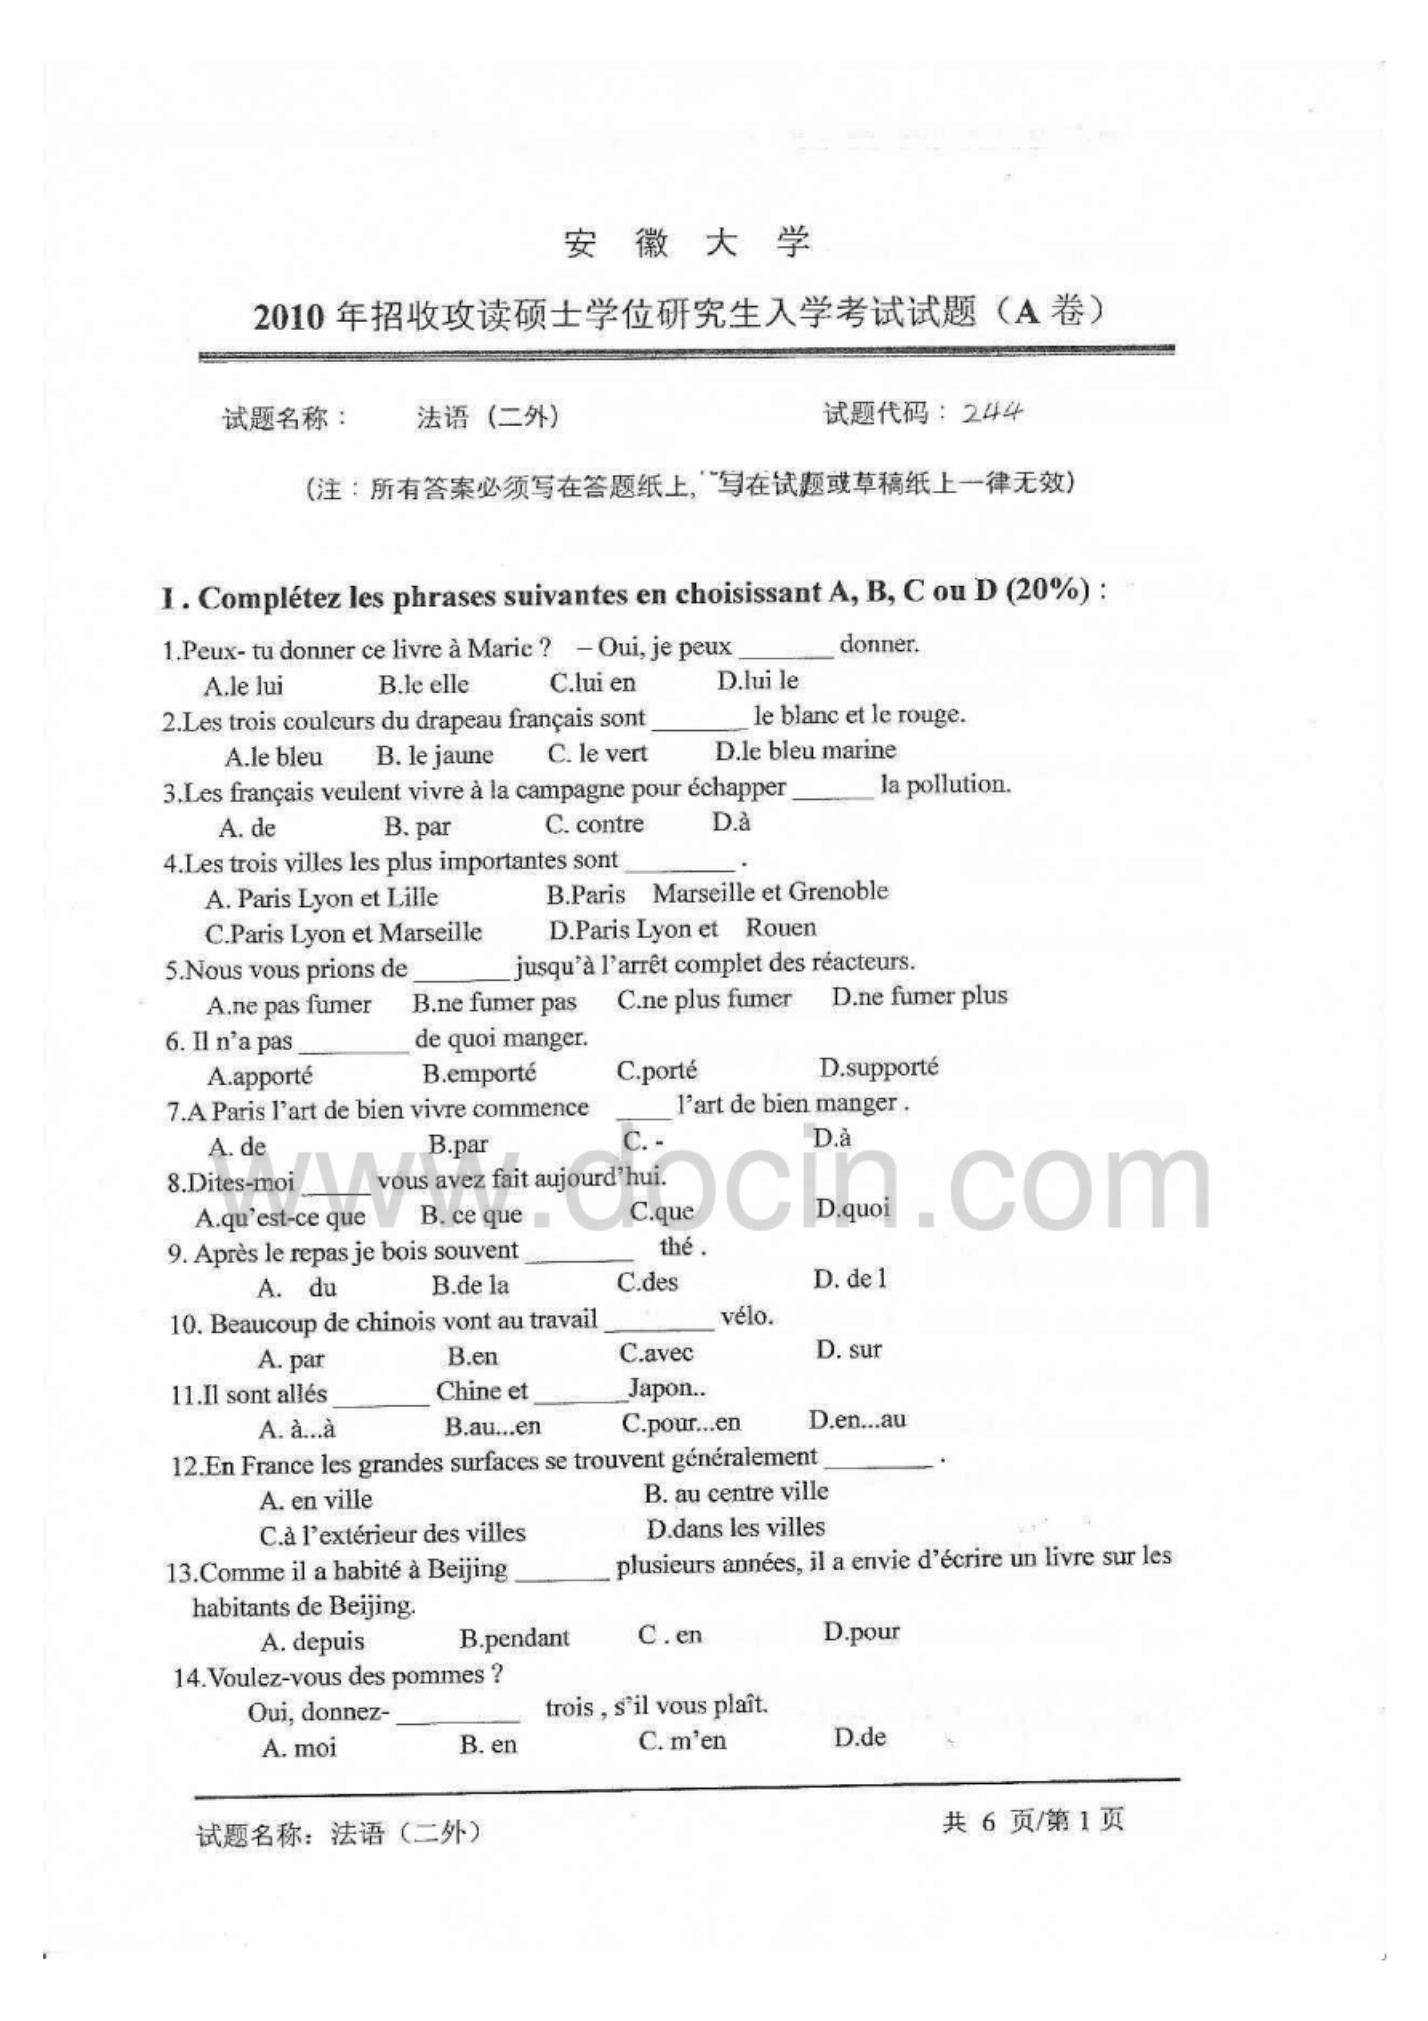 安 徽 大 学
2010 年招收攻读硕士学位研究生入学考试试题（A 卷）
试题名称： 法语（二外） 试题代码：244
(注：所有答案必须写在答题纸上, 写在试题或草稿纸上一律无效)
I . Complétez les phrases suivantes en choisissant A, B, C ou D (20%) :
1.Peux- tu donner ce livre à Marie ? – Oui, je peux _______ donner.
A.le lui B.le elle C.lui en D.lui le
2.Les trois couleurs du drapeau français sont _______ le blanc et le rouge.
A.le bleu B. le jaune C. le vert D.le bleu marine
3.Les français veulent vivre à la campagne pour échapper ______ la pollution.
A. de B. par C. contre D.à
4.Les trois villes les plus importantes sont ________ .
A. Paris Lyon et Lille B.Paris Marseille et Grenoble
C.Paris Lyon et Marseille D.Paris Lyon et Rouen
5.Nous vous prions de _______ jusqu’à l’arrêt complet des réacteurs.
A.ne pas fumer B.ne fumer pas C.ne plus fumer D.ne fumer plus
6. Il n’a pas ________ de quoi manger.
A.apporté B.emporté C.porté D.supporté
7.A Paris l’art de bien vivre commence ____ l’art de bien manger .
A. de B.par C. - D.à
8.Dites-moi _____ vous avez fait aujourd’hui.
A.qu’est-ce que B. ce que C.que D.quoi
www.docin.com
9. Après le repas je bois souvent ________ thé .
A. du B.de la C.des D. de l
10. Beaucoup de chinois vont au travail ________ vélo.
A. par B.en C.avec D. sur
11.Il sont allés _______ Chine et _______Japon..
A. à...à B.au...en C.pour...en D.en...au
12.En France les grandes surfaces se trouvent généralement ________ .
A. en ville B. au centre ville
C.à l’extérieur des villes D.dans les villes
13.Comme il a habité à Beijing _______ plusieurs années, il a envie d’écrire un livre sur les
habitants de Beijing.
A. depuis B.pendant C . en D.pour
14.Voulez-vous des pommes ?
Oui, donnez- _________ trois , s’il vous plaît.
A. moi B. en C. m’en D.de
试题名称：法语（二外） 共 6 页/第 1 页